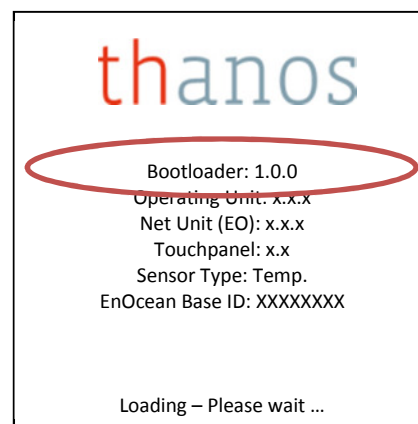 thanos
Bootloader: 1.0.0
Operating Unit: x.x.x
Net Unit (EO): x.x.x
Touchpanel: x.x
Sensor Type: Temp.
EnOcean Base ID: XXXXXXXX
Loading – Please wait ...